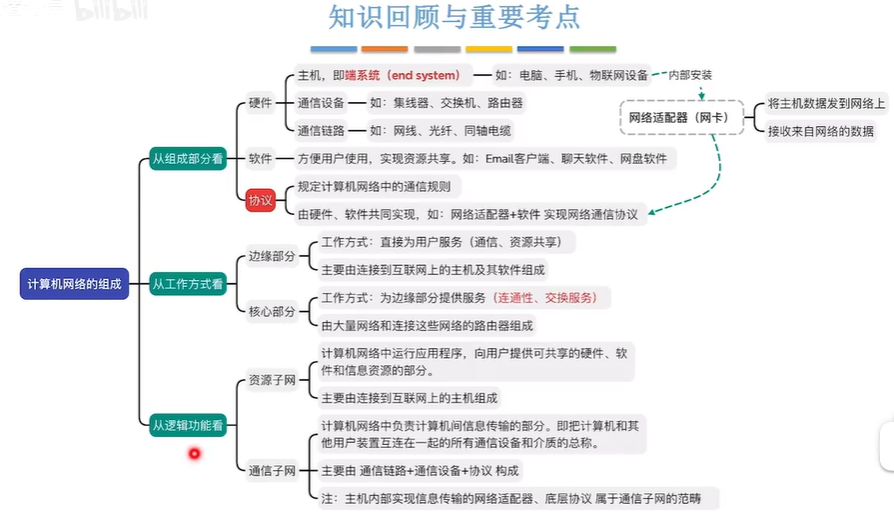 bilibili
知识回顾与重要考点
主机，即端系统（end system）
如：电脑、手机、物联网设备
内部安装
硬件
通信设备
如：集线器、交换机、路由器
网络适配器（网卡）
将主机数据发到网络上
接收来自网络的数据
通信链路
如：网线、光纤、同轴电缆
从组成部分看
软件
方便用户使用，实现资源共享。如：Email客户端、聊天软件、网盘软件
协议
规定计算机网络中的通信规则
由硬件、软件共同实现，如：网络适配器+软件 实现网络通信协议
计算机网络的组成
从工作方式看
边缘部分
工作方式：直接为用户服务（通信、资源共享）
主要由连接到互联网上的主机及其软件组成
核心部分
工作方式：为边缘部分提供服务（连通性、交换服务）
由大量网络和连接这些网络的路由器组成
从逻辑功能看
资源子网
计算机网络中运行应用程序，向用户提供可共享的硬件、软
件和信息资源的部分。
主要由连接到互联网上的主机组成
通信子网
计算机网络中负责计算机间信息传输的部分。即把计算机和其
他用户装置互连在一起的所有通信设备和介质的总称。
主要由 通信链路+通信设备+协议 构成
注：主机内部实现信息传输的网络适配器、底层协议 属于通信子网的范畴